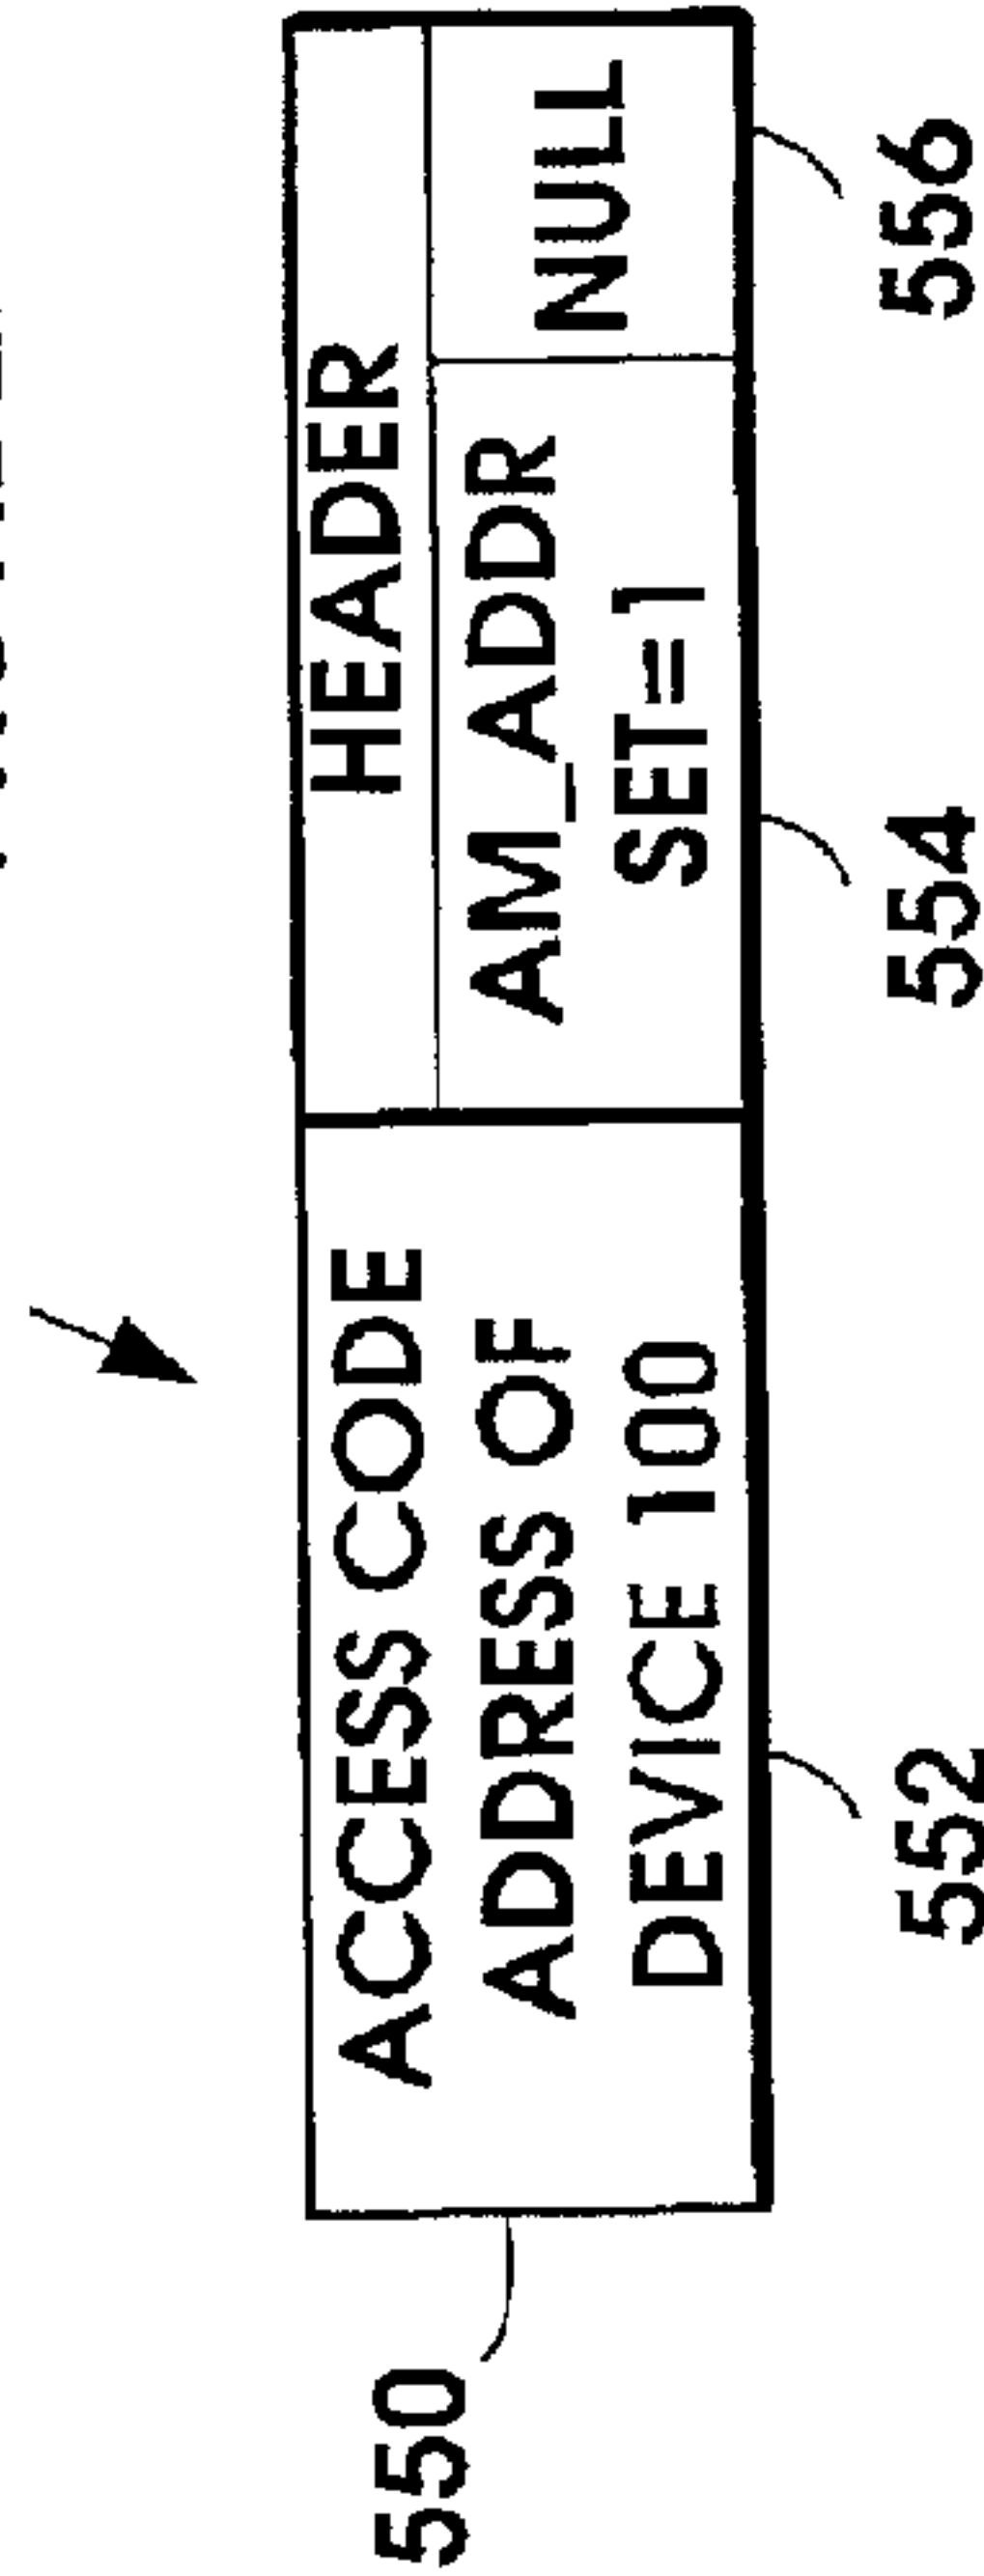 550
ACCESS CODE
ADDRESS OF
DEVICE 100
552
HEADER
AM_ADDR
SET=1
554
NULL
556